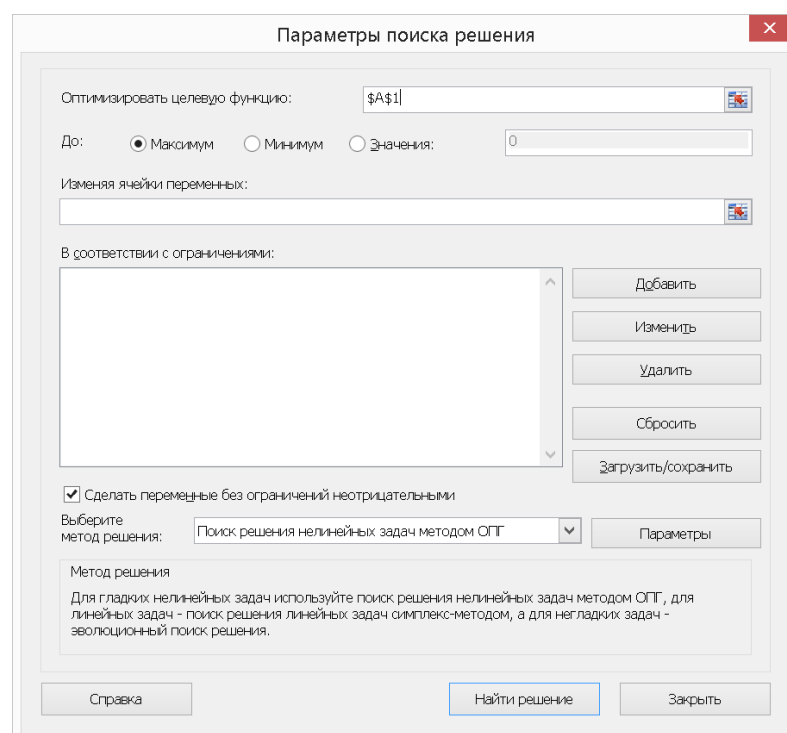 Параметры поиска решения
Оптимизировать целевую функцию: $A$1
До: Максимум Минимум Значения: 0
Изменяя ячейки переменных:
В соответствии с ограничениями:
Добавить
Изменить
Удалить
Сбросить
Загрузить/сохранить
Сделать переменные без ограничений неотрицательными
Выберите
метод решения: Поиск решения нелинейных задач методом ОПГ Параметры
Метод решения
Для гладких нелинейных задач используйте поиск решения нелинейных задач методом ОПГ, для
линейных задач - поиск решения линейных задач симплекс-методом, а для негладких задач -
эволюционный поиск решения.
Справка Найти решение Закрыть